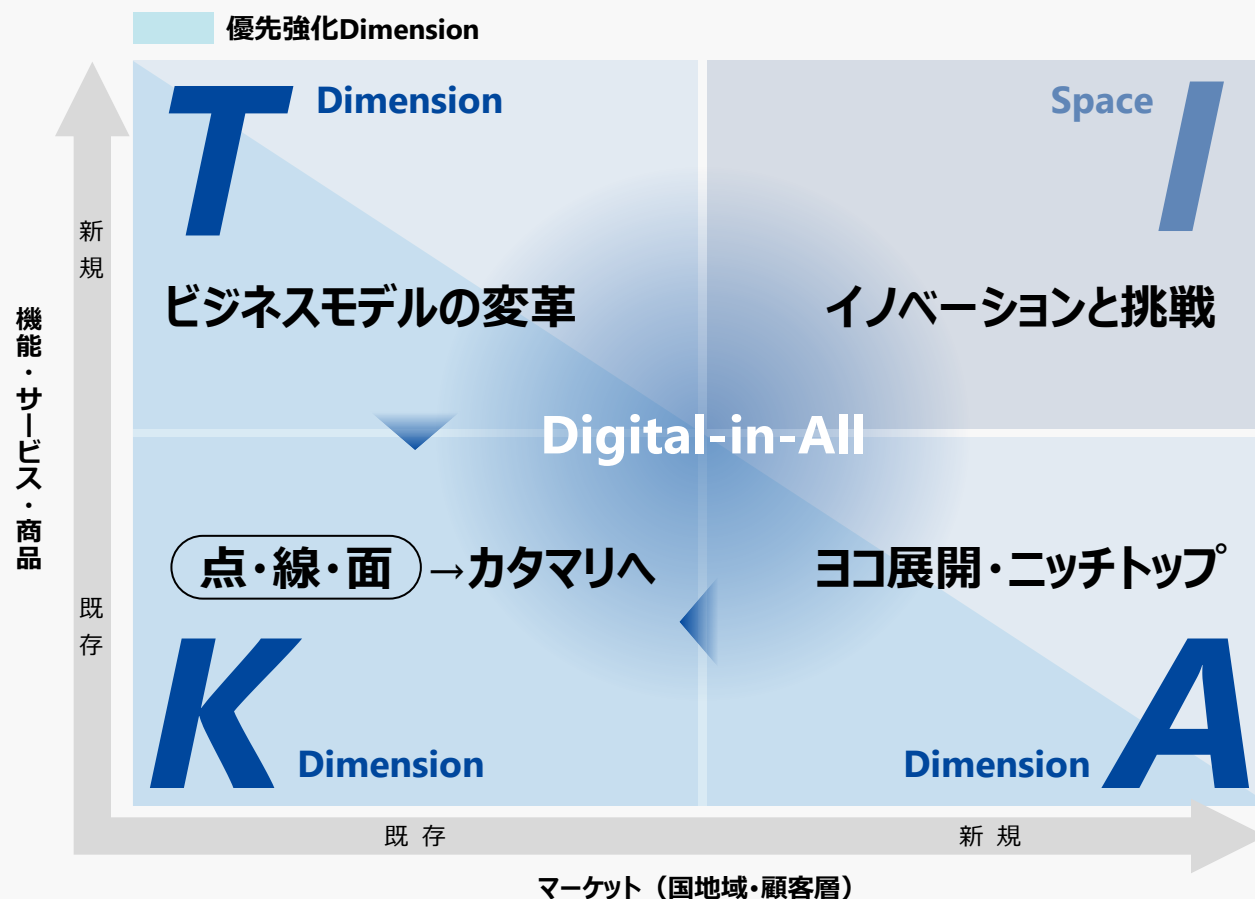 優先強化Dimension
T Dimension
Space I
新規
ビジネスモデルの変革
イノベーションと挑戦
機能・サービス・商品
Digital-in-All
点・線・面→カタマリへ
ヨコ展開・ニッチトップ
既存
K Dimension
Dimension A
既存
新規
マーケット（国地域・顧客層）